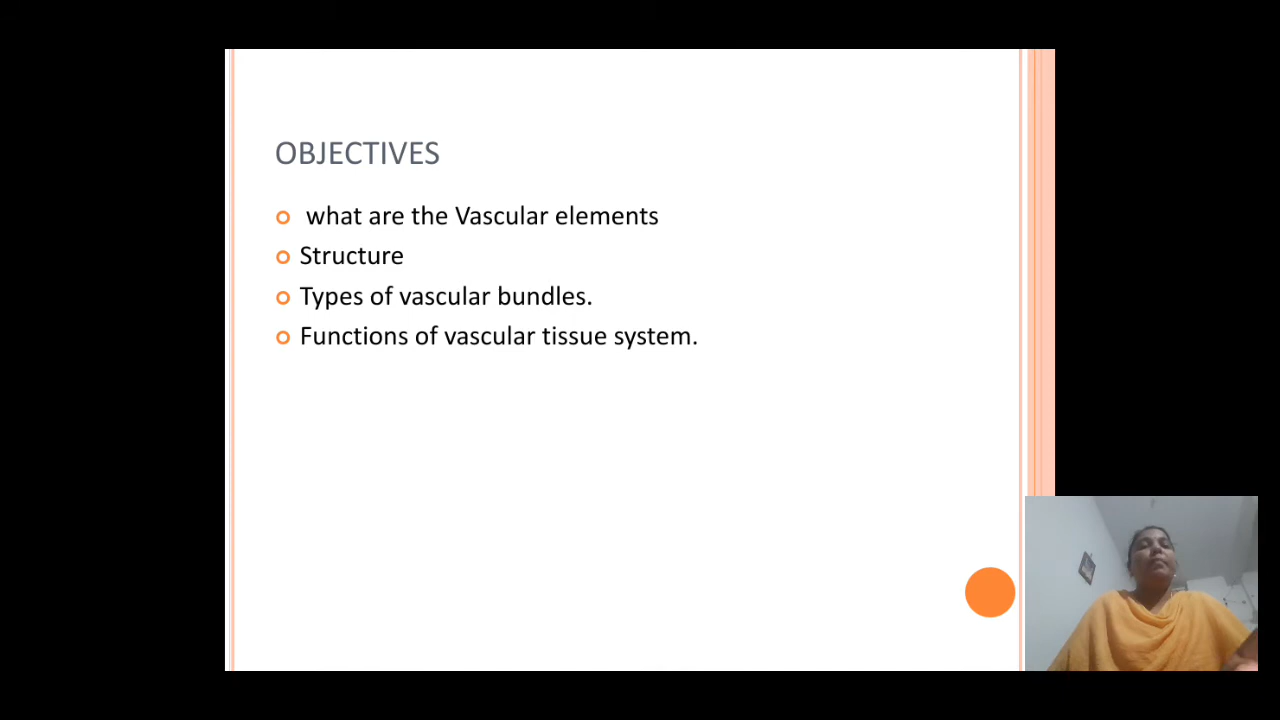 OBJECTIVES
what are the Vascular elements
Structure
Types of vascular bundles.
Functions of vascular tissue system.